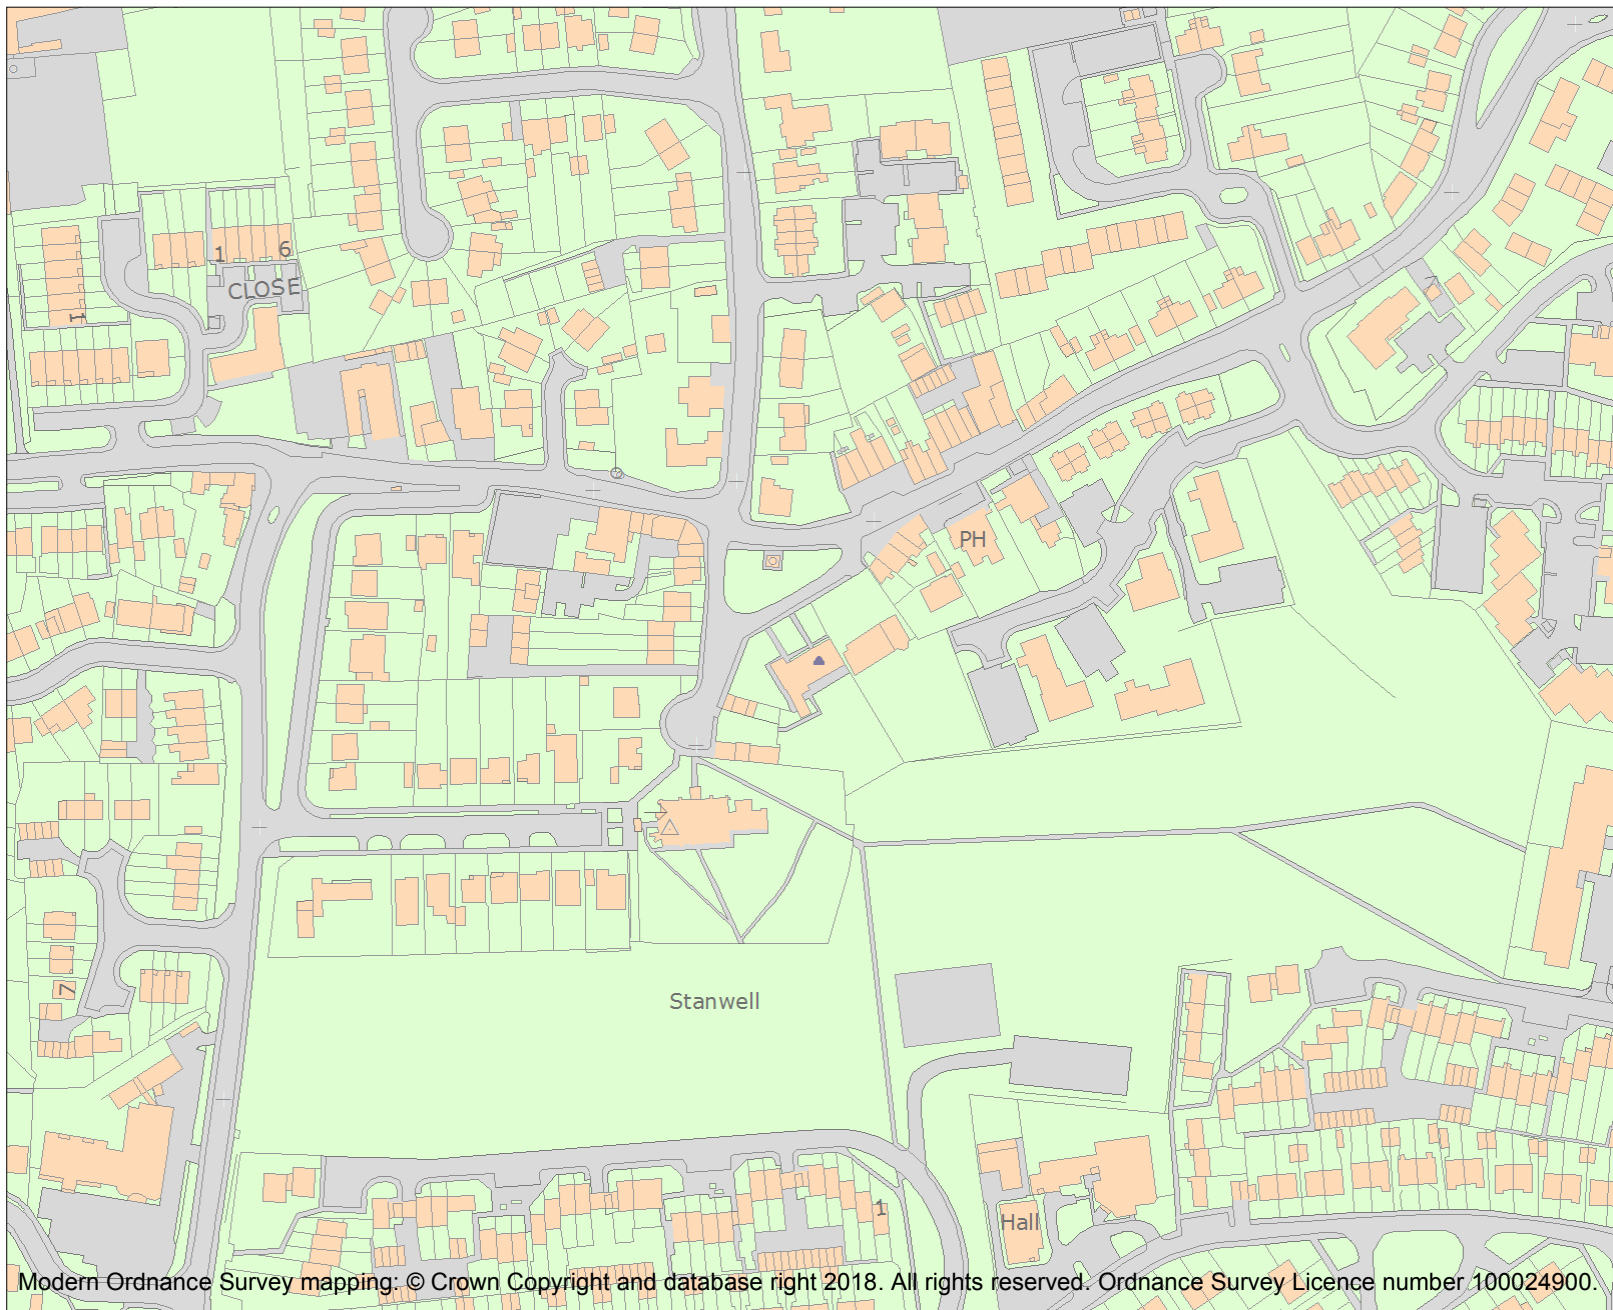 1
6
CLOSE
1
PH
7
Stanwell
1
Hall
Modern Ordnance Survey mapping: © Crown Copyright and database right 2018. All rights reserved. Ordnance Survey Licence number 100024900.